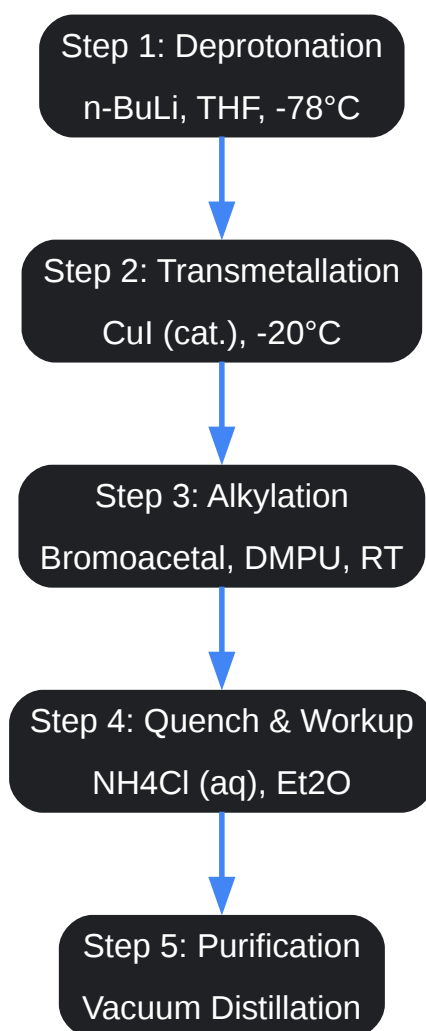 Step 1: Deprotonation
n-BuLi, THF, -78°C
Step 2: Transmetallation
CuI (cat.), -20°C
Step 3: Alkylation
Bromoacetal, DMPU, RT
Step 4: Quench & Workup
NH4Cl (aq), Et2O
Step 5: Purification
Vacuum Distillation